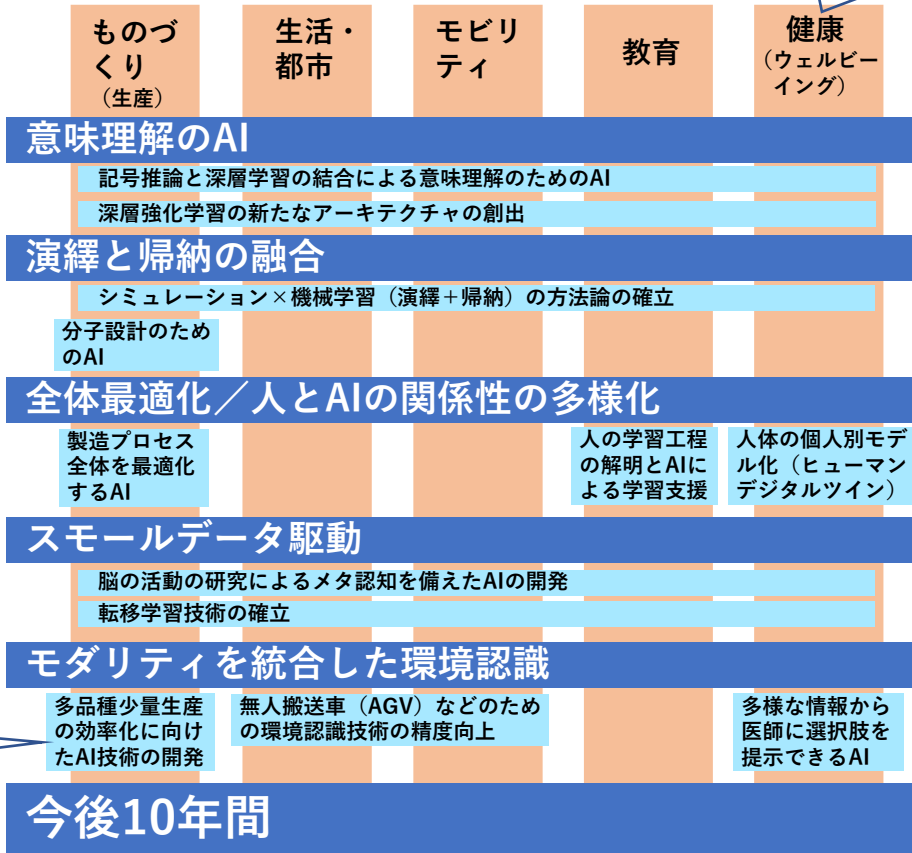 ものづ
くり
（生産）
生活・
都市
モビリ
ティ
教育
健康
（ウェルビー
イング）
意味理解のAI
記号推論と深層学習の結合による意味理解のためのAI
深層強化学習の新たなアーキテクチャの創出
演繹と帰納の融合
シミュレーション×機械学習（演繹＋帰納）の方法論の確立
分子設計のため
のAI
全体最適化／人とAIの関係性の多様化
製造プロセス
全体を最適化
するAI
人の学習工程
の解明とAIに
よる学習支援
人体の個人別モデ
ル化（ヒューマン
デジタルツイン）
スモールデータ駆動
脳の活動の研究によるメタ認知を備えたAIの開発
転移学習技術の確立
モダリティを統合した環境認識
多品種少量生産
の効率化に向け
たAI技術の開発
無人搬送車（AGV）などのため
の環境認識技術の精度向上
多様な情報から
医師に選択肢を
提示できるAI
今後10年間